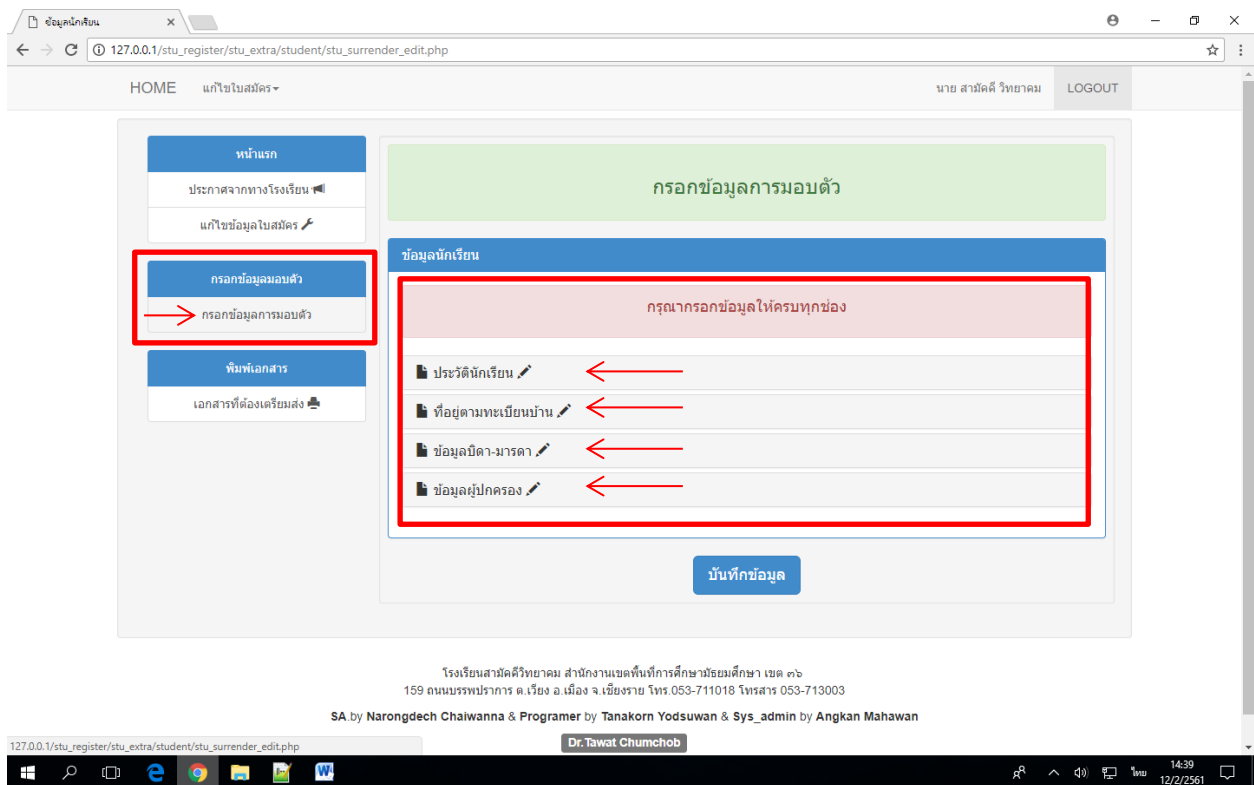 ข้อมูลนักเรียน
127.0.0.1/stu_register/stu_extra/student/stu_surrender_edit.php
HOME แก้ไขใบสมัคร นาย สามัคคี วิทยาคม LOGOUT
หน้าแรก
ประกาศจากทางโรงเรียน
แก้ไขข้อมูลใบสมัคร
กรอกข้อมูลมอบตัว
กรอกข้อมูลการมอบตัว
พิมพ์เอกสาร
เอกสารที่ต้องเตรียมส่ง
กรอกข้อมูลการมอบตัว
ข้อมูลนักเรียน
กรุณากรอกข้อมูลให้ครบทุกช่อง
ประวัตินักเรียน
ที่อยู่ตามทะเบียนบ้าน
ข้อมูลบิดา-มารดา
ข้อมูลผู้ปกครอง
บันทึกข้อมูล
โรงเรียนสามัคคีวิทยาคม สำนักงานเขตพื้นที่การศึกษามัธยมศึกษา เขต ๓๖
159 ถนนบรรพปราการ ต.เวียง อ.เมือง จ.เชียงราย โทร.053-711018 โทรสาร 053-713003
SA.by Narongdech Chaiwanna & Programer by Tanakorn Yodsuwan & Sys_admin by Angkan Mahawan
Dr.Tawat Chumchob
127.0.0.1/stu_register/stu_extra/student/stu_surrender_edit.php
ไทย
14:39
12/2/2561